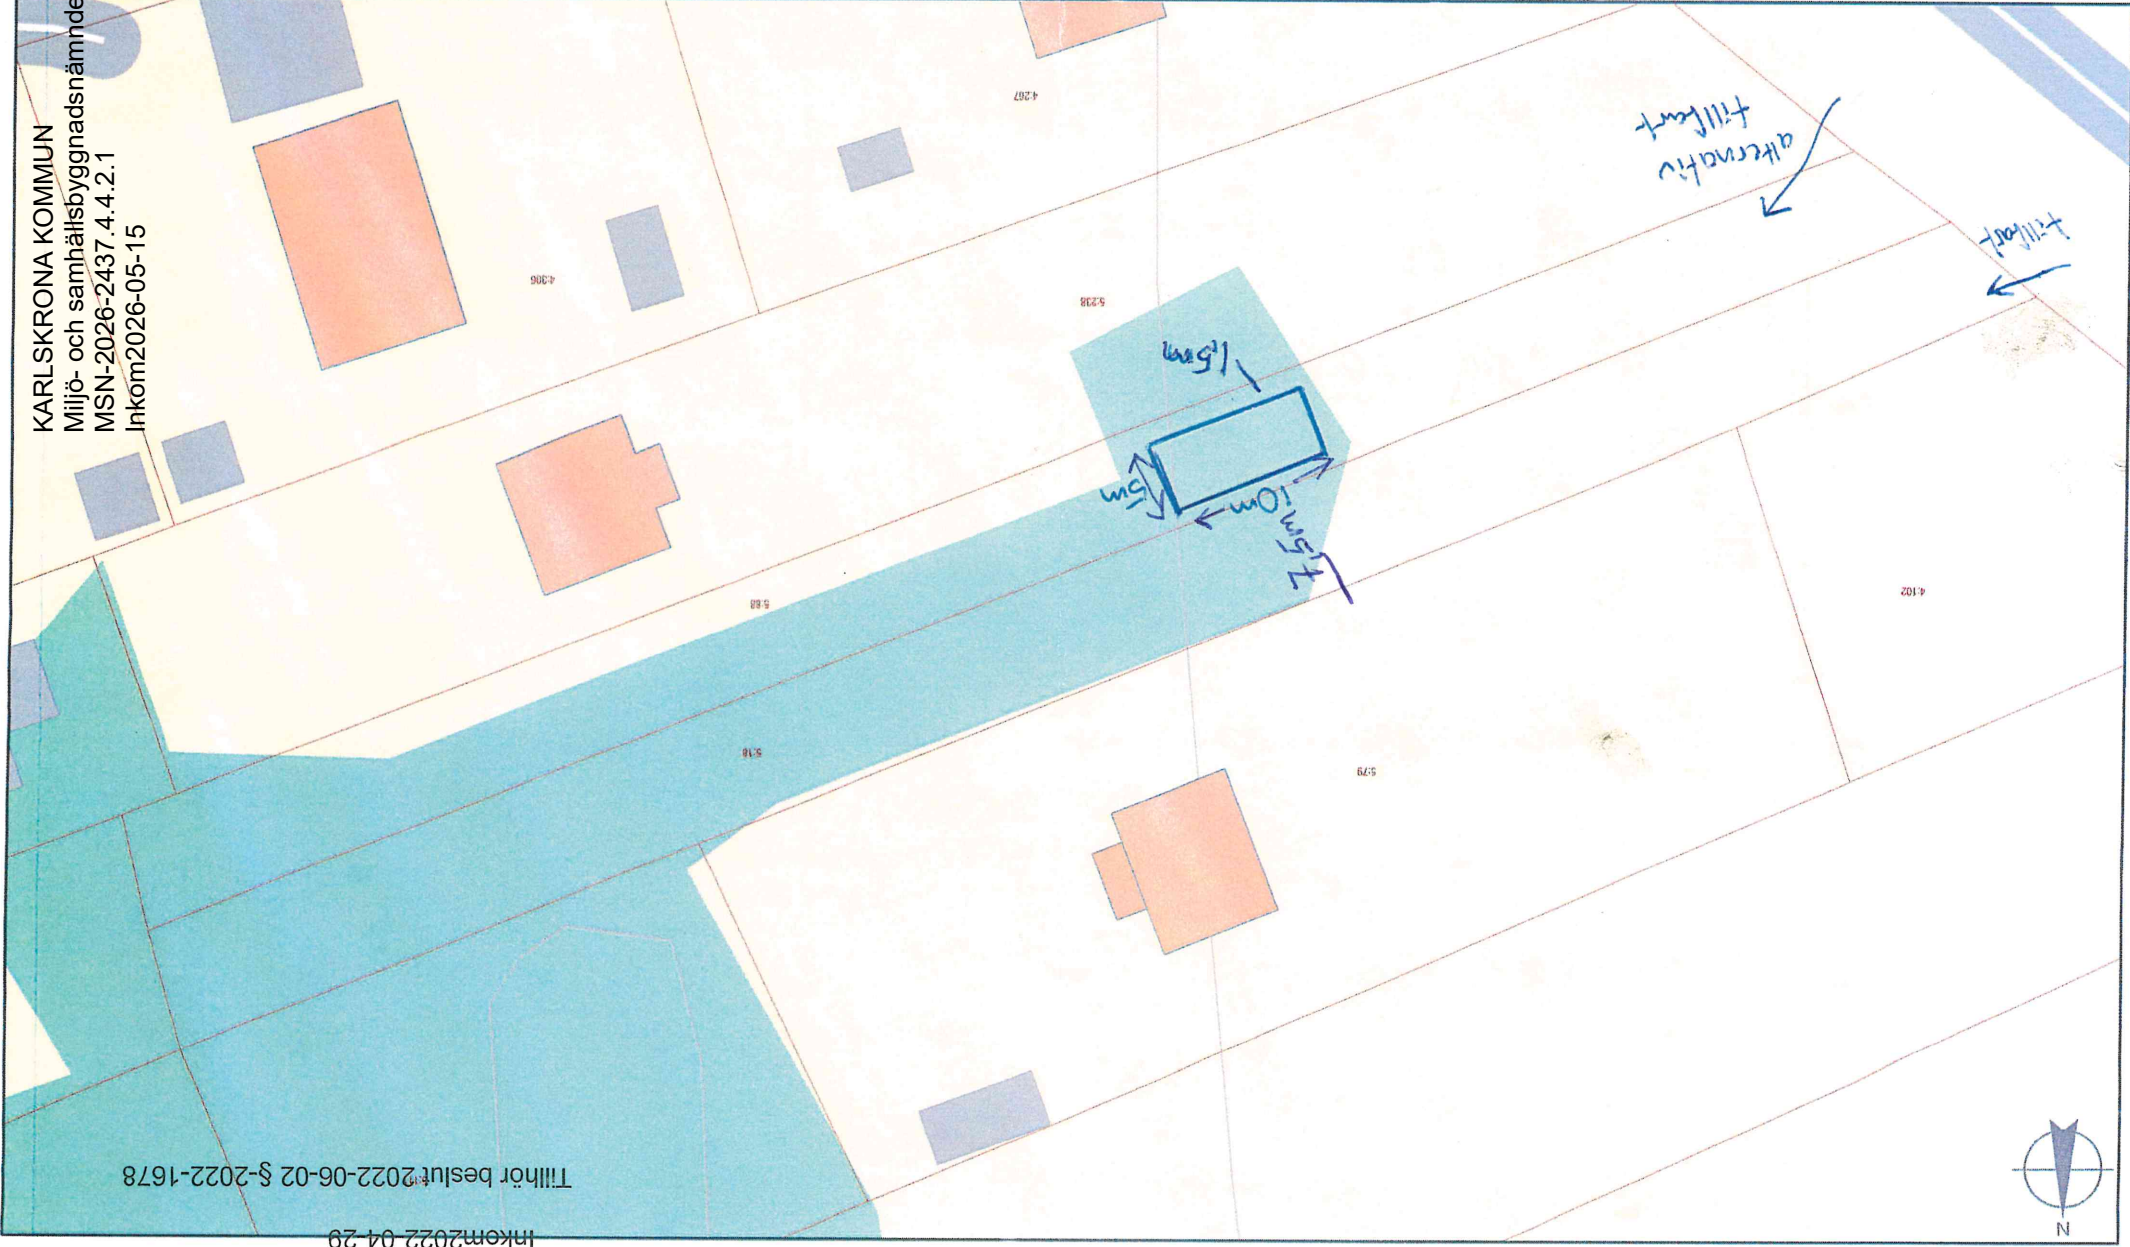 KARLSKRONA KOMMUN
Miljö- och samhällsbyggnadsnämnde
MSN-2026-2437.4.4.2.1
Inkom2026-05-15
4:267
4:306
5:238
alternativ
tillfart
tillfart
1,5m
5m
10m
7,5m
5:88
5:18
4:102
5:79
Tillhör beslut 2022-06-02 §-2022-1678
Inkom2022-04-29
N